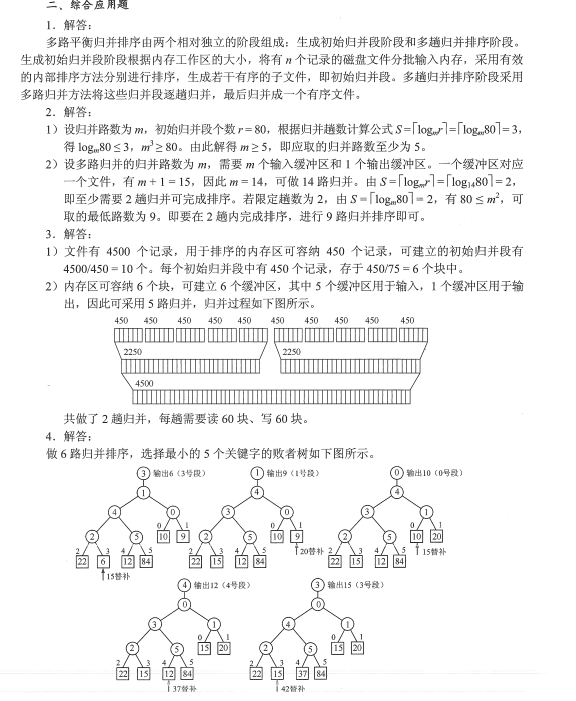 二、综合应用题
1．解答：
多路平衡归并排序由两个相对独立的阶段组成：生成初始归并段阶段和多趟归并排序阶段。
生成初始归并段阶段根据内存工作区的大小，将有 n 个记录的磁盘文件分批输入内存，采用有效
的内部排序方法分别进行排序，生成若干有序的子文件，即初始归并段。多趟归并排序阶段采用
多路归并方法将这些归并段逐趟归并，最后归并成一个有序文件。
2．解答：
1）设归并路数为 m，初始归并段个数 r = 80，根据归并趟数计算公式 S=⌈logₘr⌉=⌈logₘ80⌉= 3，
得 logₘ80 ≤ 3，m³≥ 80。由此解得 m ≥ 5，即应取的归并路数至少为 5。
2）设多路归并的归并路数为 m，需要 m 个输入缓冲区和 1 个输出缓冲区。一个缓冲区对应
一个文件，有 m + 1 = 15，因此 m = 14，可做 14 路归并。由 S=⌈logₘr⌉=⌈log₁₄80⌉= 2，
即至少需要 2 趟归并可完成排序。若限定趟数为 2，由 S=⌈logₘ80⌉= 2，有 80 ≤ m²，可
取的最低路数为 9。即要在 2 趟内完成排序，进行 9 路归并排序即可。
3．解答：
1）文件有 4500 个记录，用于排序的内存区可容纳 450 个记录，可建立的初始归并段有
4500/450 = 10 个。每个初始归并段中有 450 个记录，存于 450/75 = 6 个块中。
2）内存区可容纳 6 个块，可建立 6 个缓冲区，其中 5 个缓冲区用于输入，1 个缓冲区用于输
出，因此可采用 5 路归并，归并过程如下图所示。
450 450 450 450 450 450 450 450 450 450
2250 2250
4500
共做了 2 趟归并，每趟需要读 60 块、写 60 块。
4．解答：
做 6 路归并排序，选择最小的 5 个关键字的败者树如下图所示。
3 输出6（3号段） 1 输出9（1号段） 0 输出10（0号段）
1 4 4
4 0 3 0 3 1
0 1 0 1 0 1
2 5 10 9 2 5 10 9 2 5 10 20
2 3 4 5 2 3 4 5 2 3 4 5
22 6 12 84 22 15 12 84 22 15 12 84
20替补 15替补
15替补
4 输出12（4号段） 3 输出15（3号段）
0 0
3 1 4 1
0 1 0 1
2 5 15 20 2 5 15 20
2 3 4 5 2 3 4 5
22 15 12 84 22 15 37 84
37替补 42替补